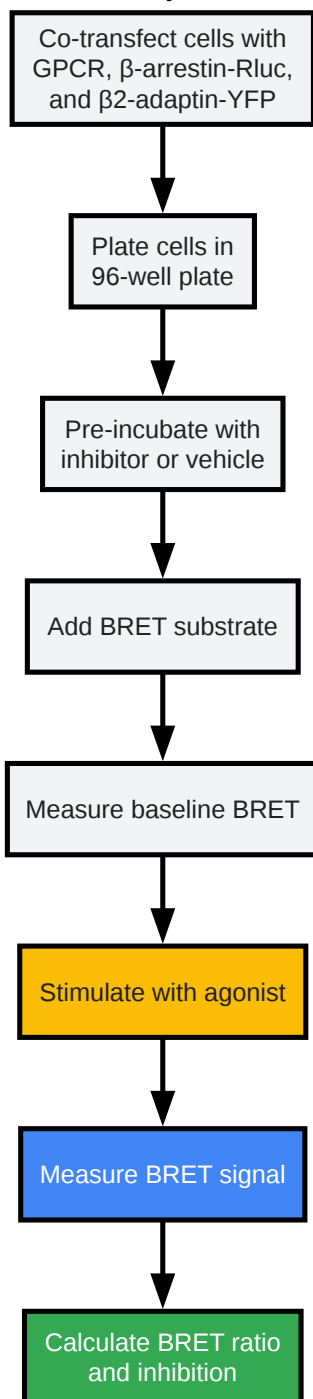 Co-transfect cells with
GPCR, β-arrestin-Rluc,
and β2-adaptin-YFP
Plate cells in
96-well plate
Pre-incubate with
inhibitor or vehicle
Add BRET substrate
Measure baseline BRET
Stimulate with agonist
Measure BRET signal
Calculate BRET ratio
and inhibition